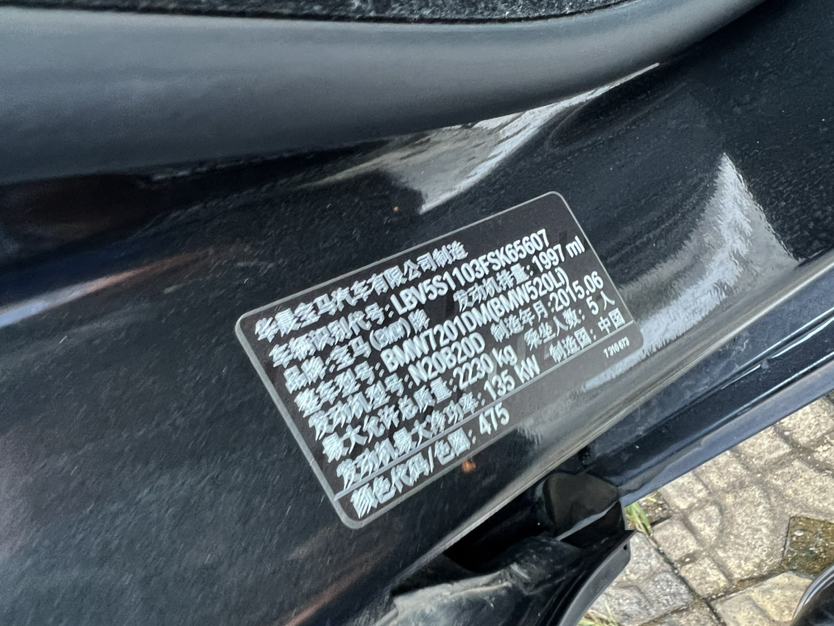 华晨宝马汽车有限公司制造
车辆识别代号: LBV5S1103FSK65607
品牌: 宝马(BMW)牌 发动机排量: 1997 ml
整车型号: BMW7201DM(BMW520Li)
发动机型号: N20B20D 制造年月: 2015.06
最大允许总质量: 2230 kg 乘坐人数: 5 人
发动机最大净功率: 135 kW 制造国: 中国
颜色代码/色圈: 475
T 310 673